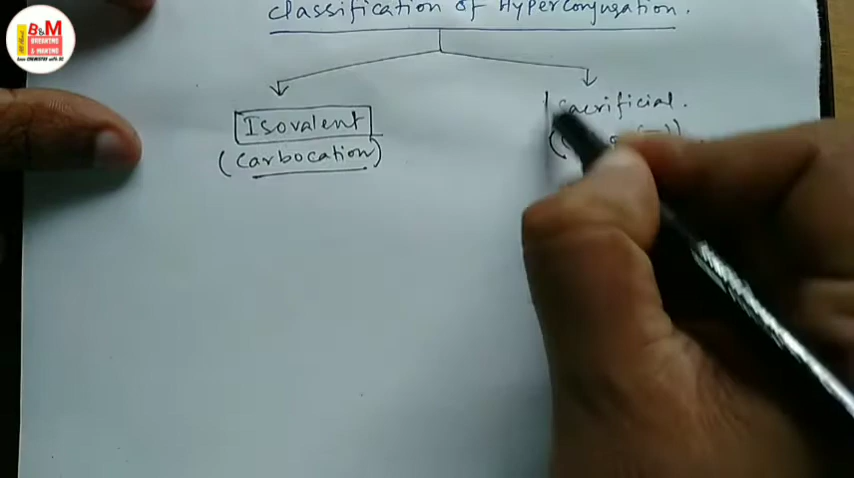 Classification of Hyperconjugation.
Isovalent
(Carbocation)
Sacrificial.
B&M